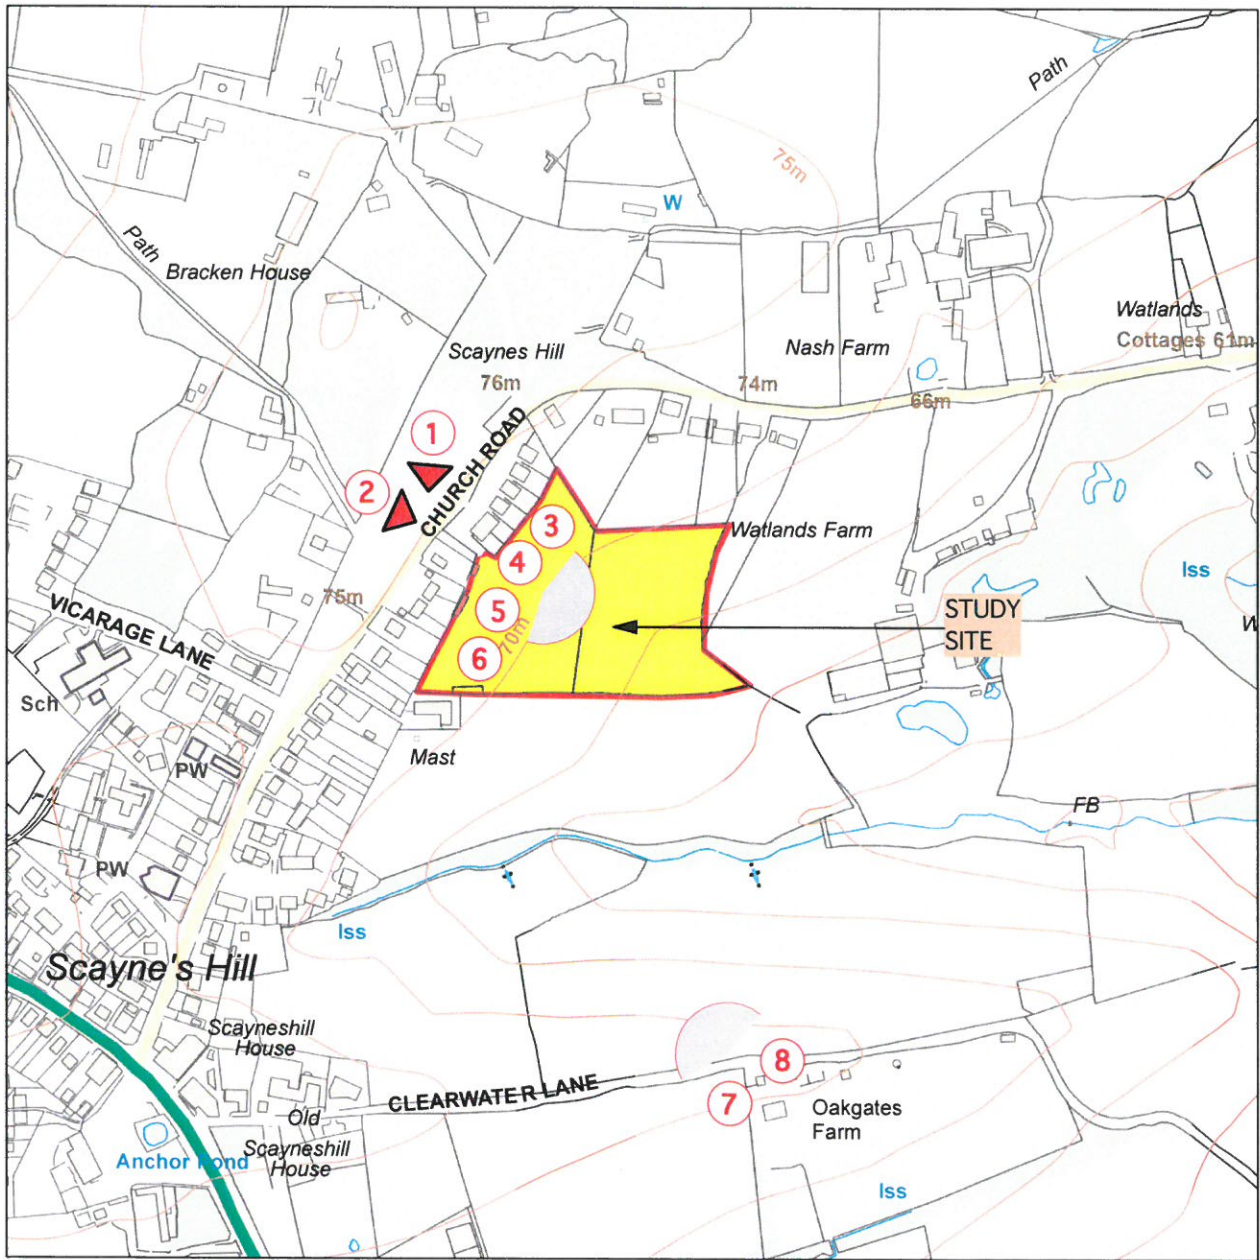 Path
75m
W
Path
Bracken House
Watlands
Cottages 61m
Scaynes Hill
Nash Farm
76m
74m
66m
1
CHURCH ROAD
2
3
Watlands Farm
4
Iss
75m
VICARAGE LANE
5
STUDY
SITE
70m
6
Sch
Mast
PW
FB
PW
Iss
Scayne's Hill
Scayneshill
House
8
CLEARWATER LANE
7
Old
Scayneshill
House
Oakgates
Farm
Anchor Pond
Iss